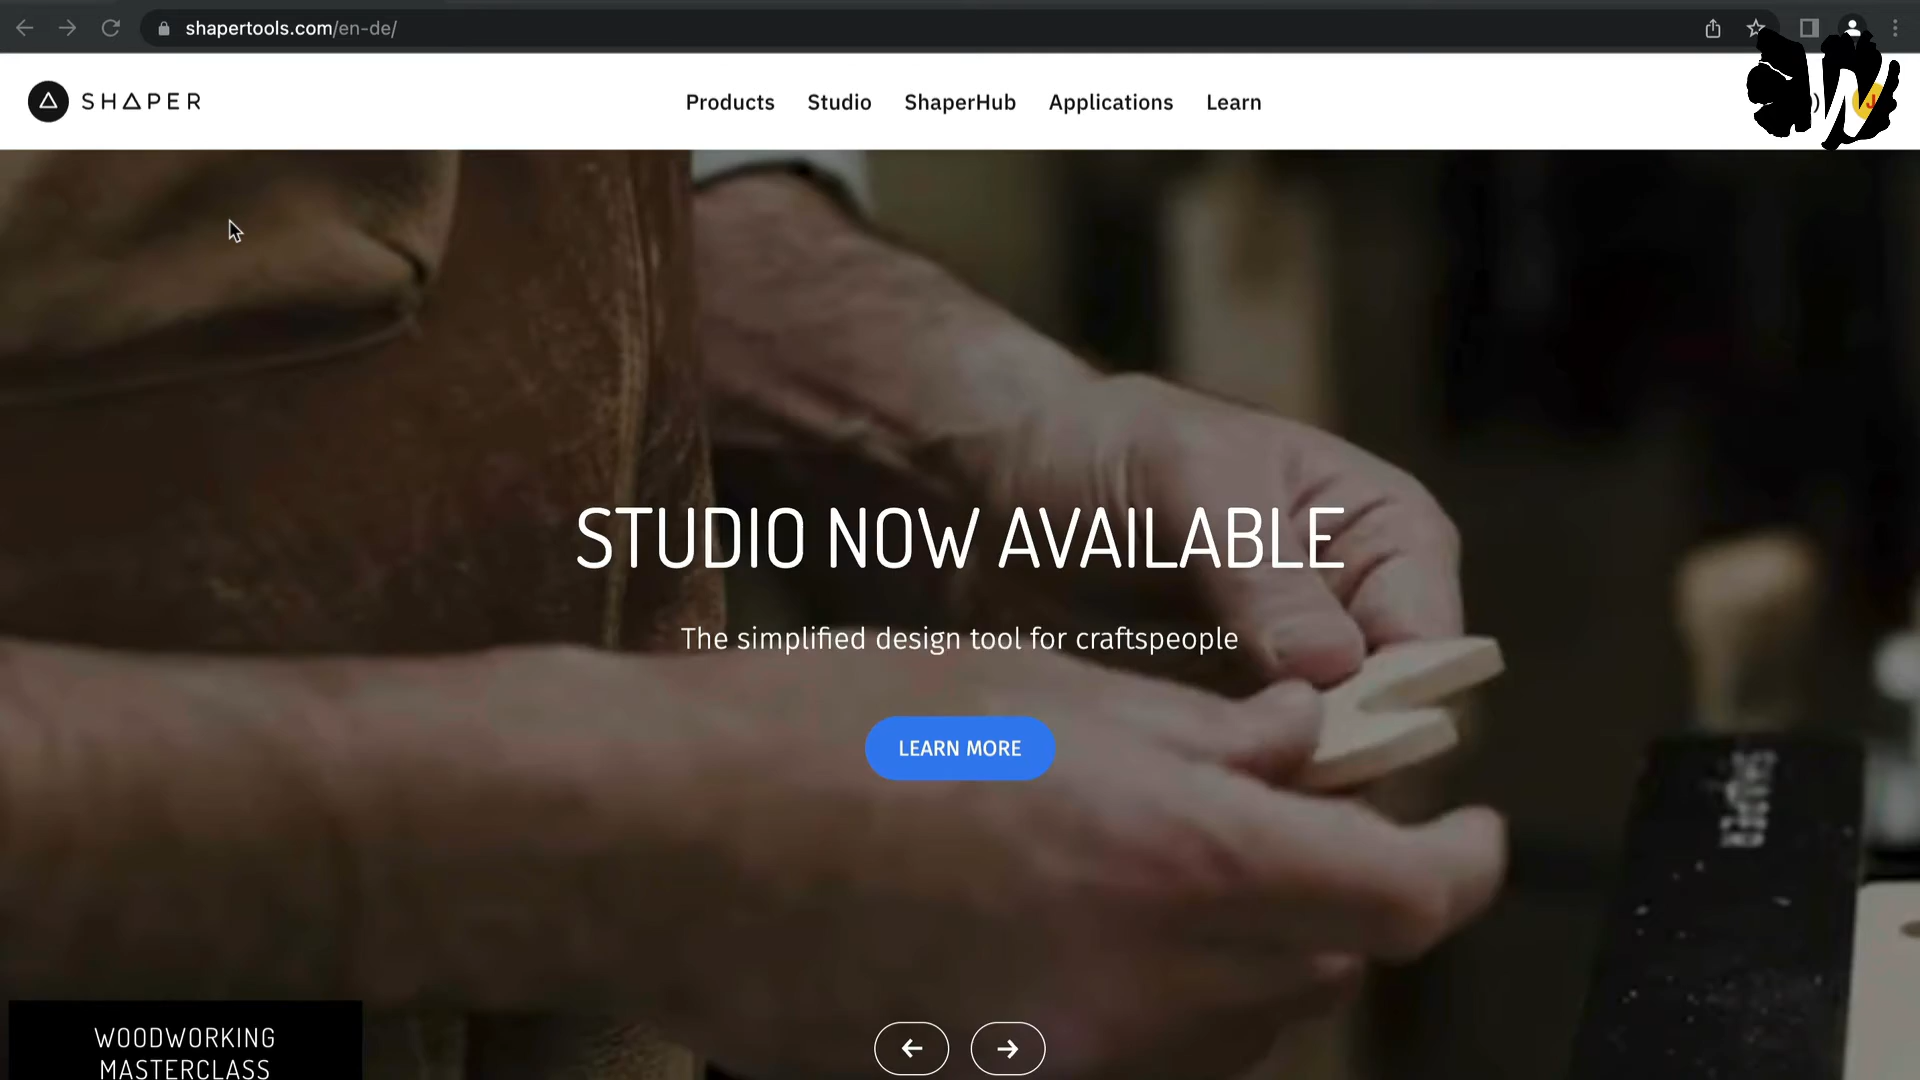 shapertools.com/en-de/
SHAPER
Products Studio ShaperHub Applications Learn
STUDIO NOW AVAILABLE
The simplified design tool for craftspeople
LEARN MORE
SHAPER
WOODWORKING
MASTERCLASS